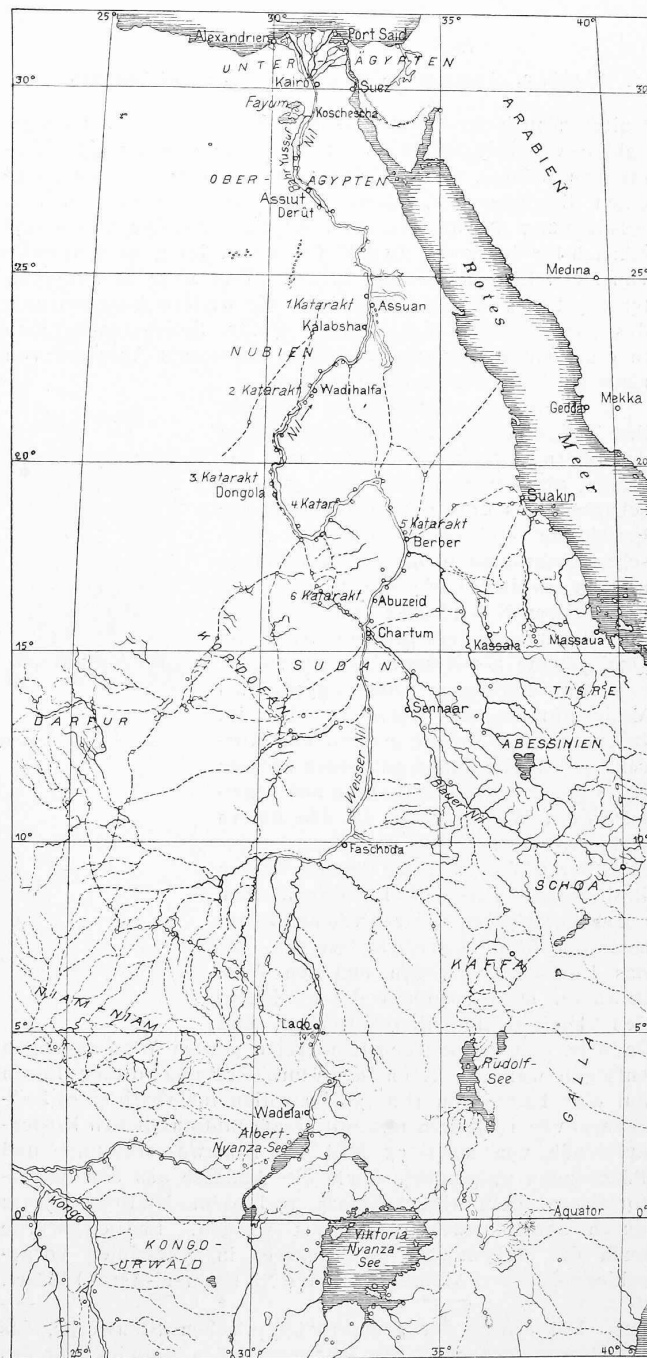 25° 30° 35° 40°
Alexandrien Port Said
UNTER-ÄGYPTEN
Kairo Suez
30°
Fayum Koschescha
ARABIEN
Bahr Yussuf Nil
OBER-ÄGYPTEN
Assiut
Derût
25° 25°
Rotes Meer
Medina
1 Katarakt Assuan
Kalabsha
NUBIEN
2 Katarakt Wadihalfa
Nil
Gedda Mekka
20° 20°
3. Katarakt
Dongola
4 Katar.
Suakin
5 Katarakt
Berber
6 Katarakt
Abuzeid
Chartum
Kassala Massaua
15° 15°
KORDOFAN
SUDAN
TIGRE
DARFUR
Sennaar
ABESSINIEN
Weisser Nil
Blauer Nil
10° 10°
Faschoda
SCHOA
KAFFA
NIAM-NIAM
Lado
5° 5°
Rudolf-
See
GALLA
Wadela
Albert-
Nyanza-See
Kongo
Äquator
0° 0°
Viktoria
Nyanza-
See
KONGO-
URWALD
25° 30° 35° 40°